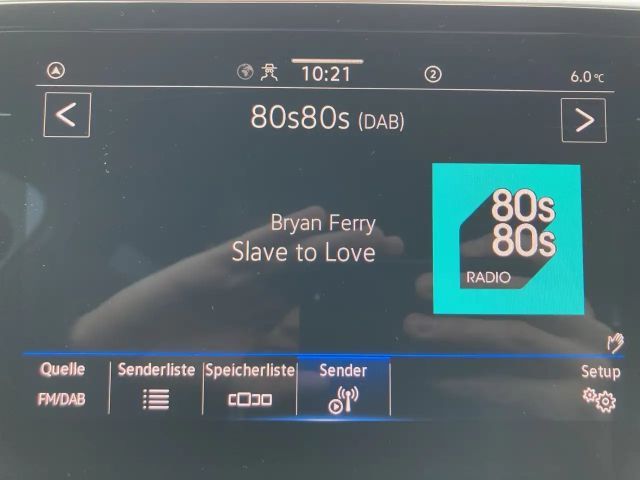 10:21
2
6.0 °C
80s80s (DAB)
Bryan Ferry
Slave to Love
80s
80s
RADIO
Quelle
Senderliste
Speicherliste
Sender
Setup
FM/DAB